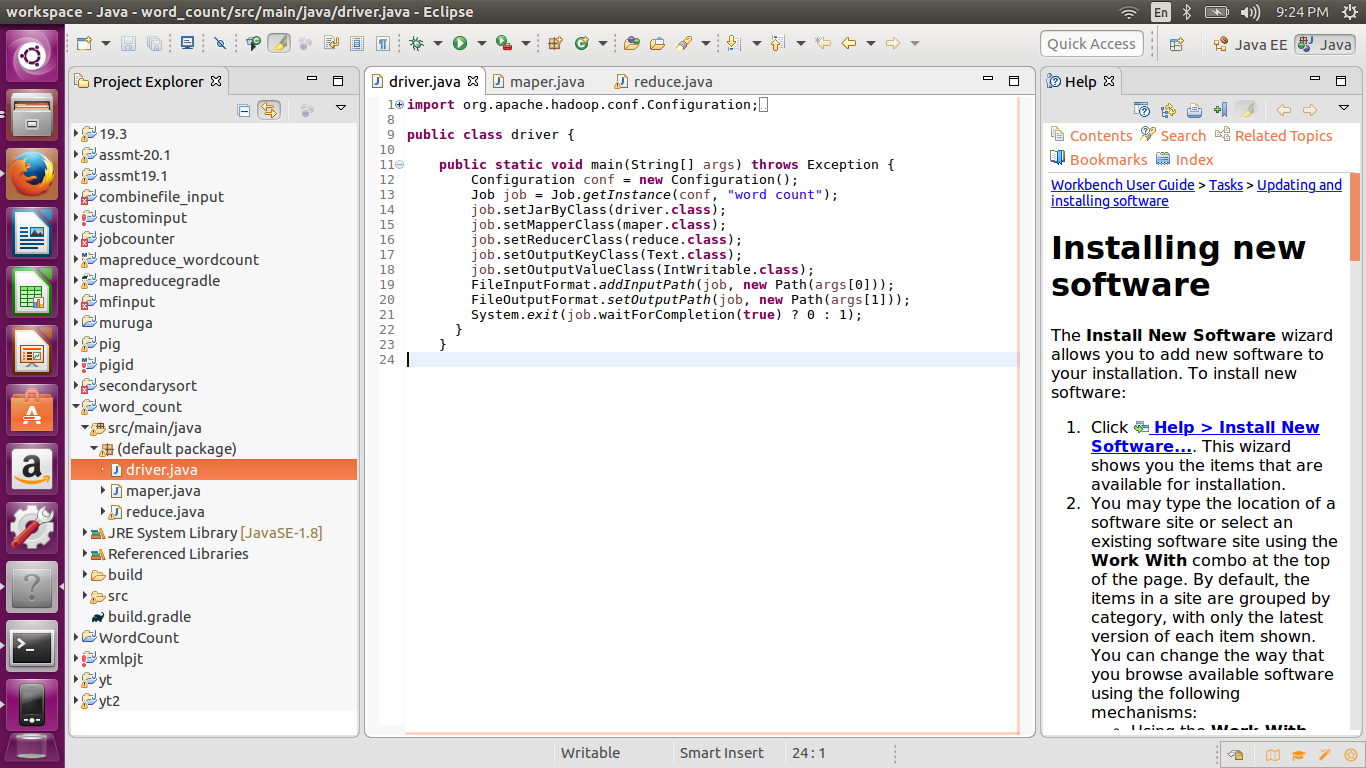 workspace - Java - word_count/src/main/java/driver.java - Eclipse
En
9:24 PM
Quick Access
Java EE
Java
Project Explorer
19.3
assmt-20.1
assmt19.1
combinefile_input
custominput
jobcounter
mapreduce_wordcount
mapreducegradle
mfinput
muruga
pig
pigid
secondarysort
word_count
src/main/java
(default package)
driver.java
maper.java
reduce.java
JRE System Library [JavaSE-1.8]
Referenced Libraries
build
src
build.gradle
WordCount
xmlpjt
yt
yt2
driver.java
maper.java
reduce.java
1 import org.apache.hadoop.conf.Configuration;
8
9 public class driver {
10
11 public static void main(String[] args) throws Exception {
12 Configuration conf = new Configuration();
13 Job job = Job.getInstance(conf, "word count");
14 job.setJarByClass(driver.class);
15 job.setMapperClass(maper.class);
16 job.setReducerClass(reduce.class);
17 job.setOutputKeyClass(Text.class);
18 job.setOutputValueClass(IntWritable.class);
19 FileInputFormat.addInputPath(job, new Path(args[0]));
20 FileOutputFormat.setOutputPath(job, new Path(args[1]));
21 System.exit(job.waitForCompletion(true) ? 0 : 1);
22 }
23 }
24
Help
Contents Search Related Topics
Bookmarks Index
Workbench User Guide > Tasks > Updating and
installing software
Installing new
software
The Install New Software wizard
allows you to add new software to
your installation. To install new
software:
1. Click Help > Install New
Software.... This wizard
shows you the items that are
available for installation.
2. You may type the location of a
software site or select an
existing software site using the
Work With combo at the top
of the page. By default, the
items in a site are grouped by
category, with only the latest
version of each item shown.
You can change the way that
you browse available software
using the following
mechanisms:
Using the Work With
Writable
Smart Insert
24 : 1